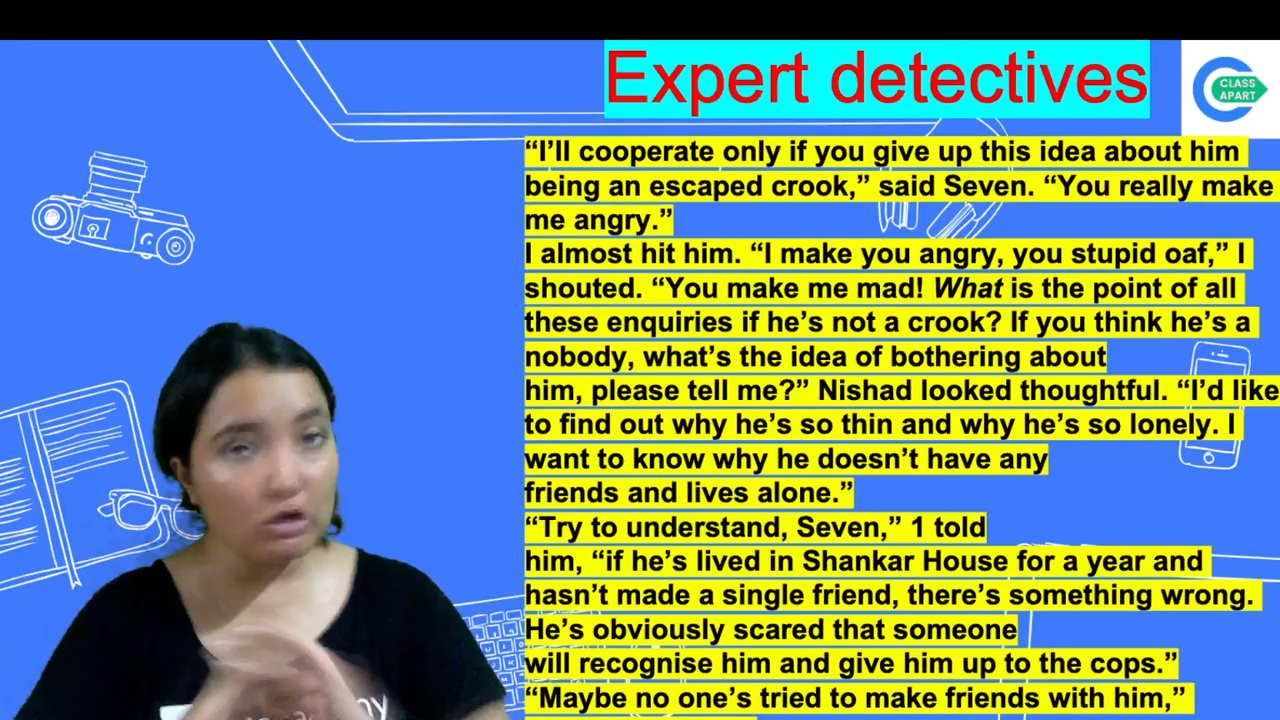 Expert detectives
CLASS
APART
“I’ll cooperate only if you give up this idea about him
being an escaped crook,” said Seven. “You really make
me angry.”
I almost hit him. “I make you angry, you stupid oaf,” I
shouted. “You make me mad! What is the point of all
these enquiries if he’s not a crook? If you think he’s a
nobody, what’s the idea of bothering about
him, please tell me?” Nishad looked thoughtful. “I’d like
to find out why he’s so thin and why he’s so lonely. I
want to know why he doesn’t have any
friends and lives alone.”
“Try to understand, Seven,” 1 told
him, “if he’s lived in Shankar House for a year and
hasn’t made a single friend, there’s something wrong.
He’s obviously scared that someone
will recognise him and give him up to the cops.”
“Maybe no one’s tried to make friends with him,”